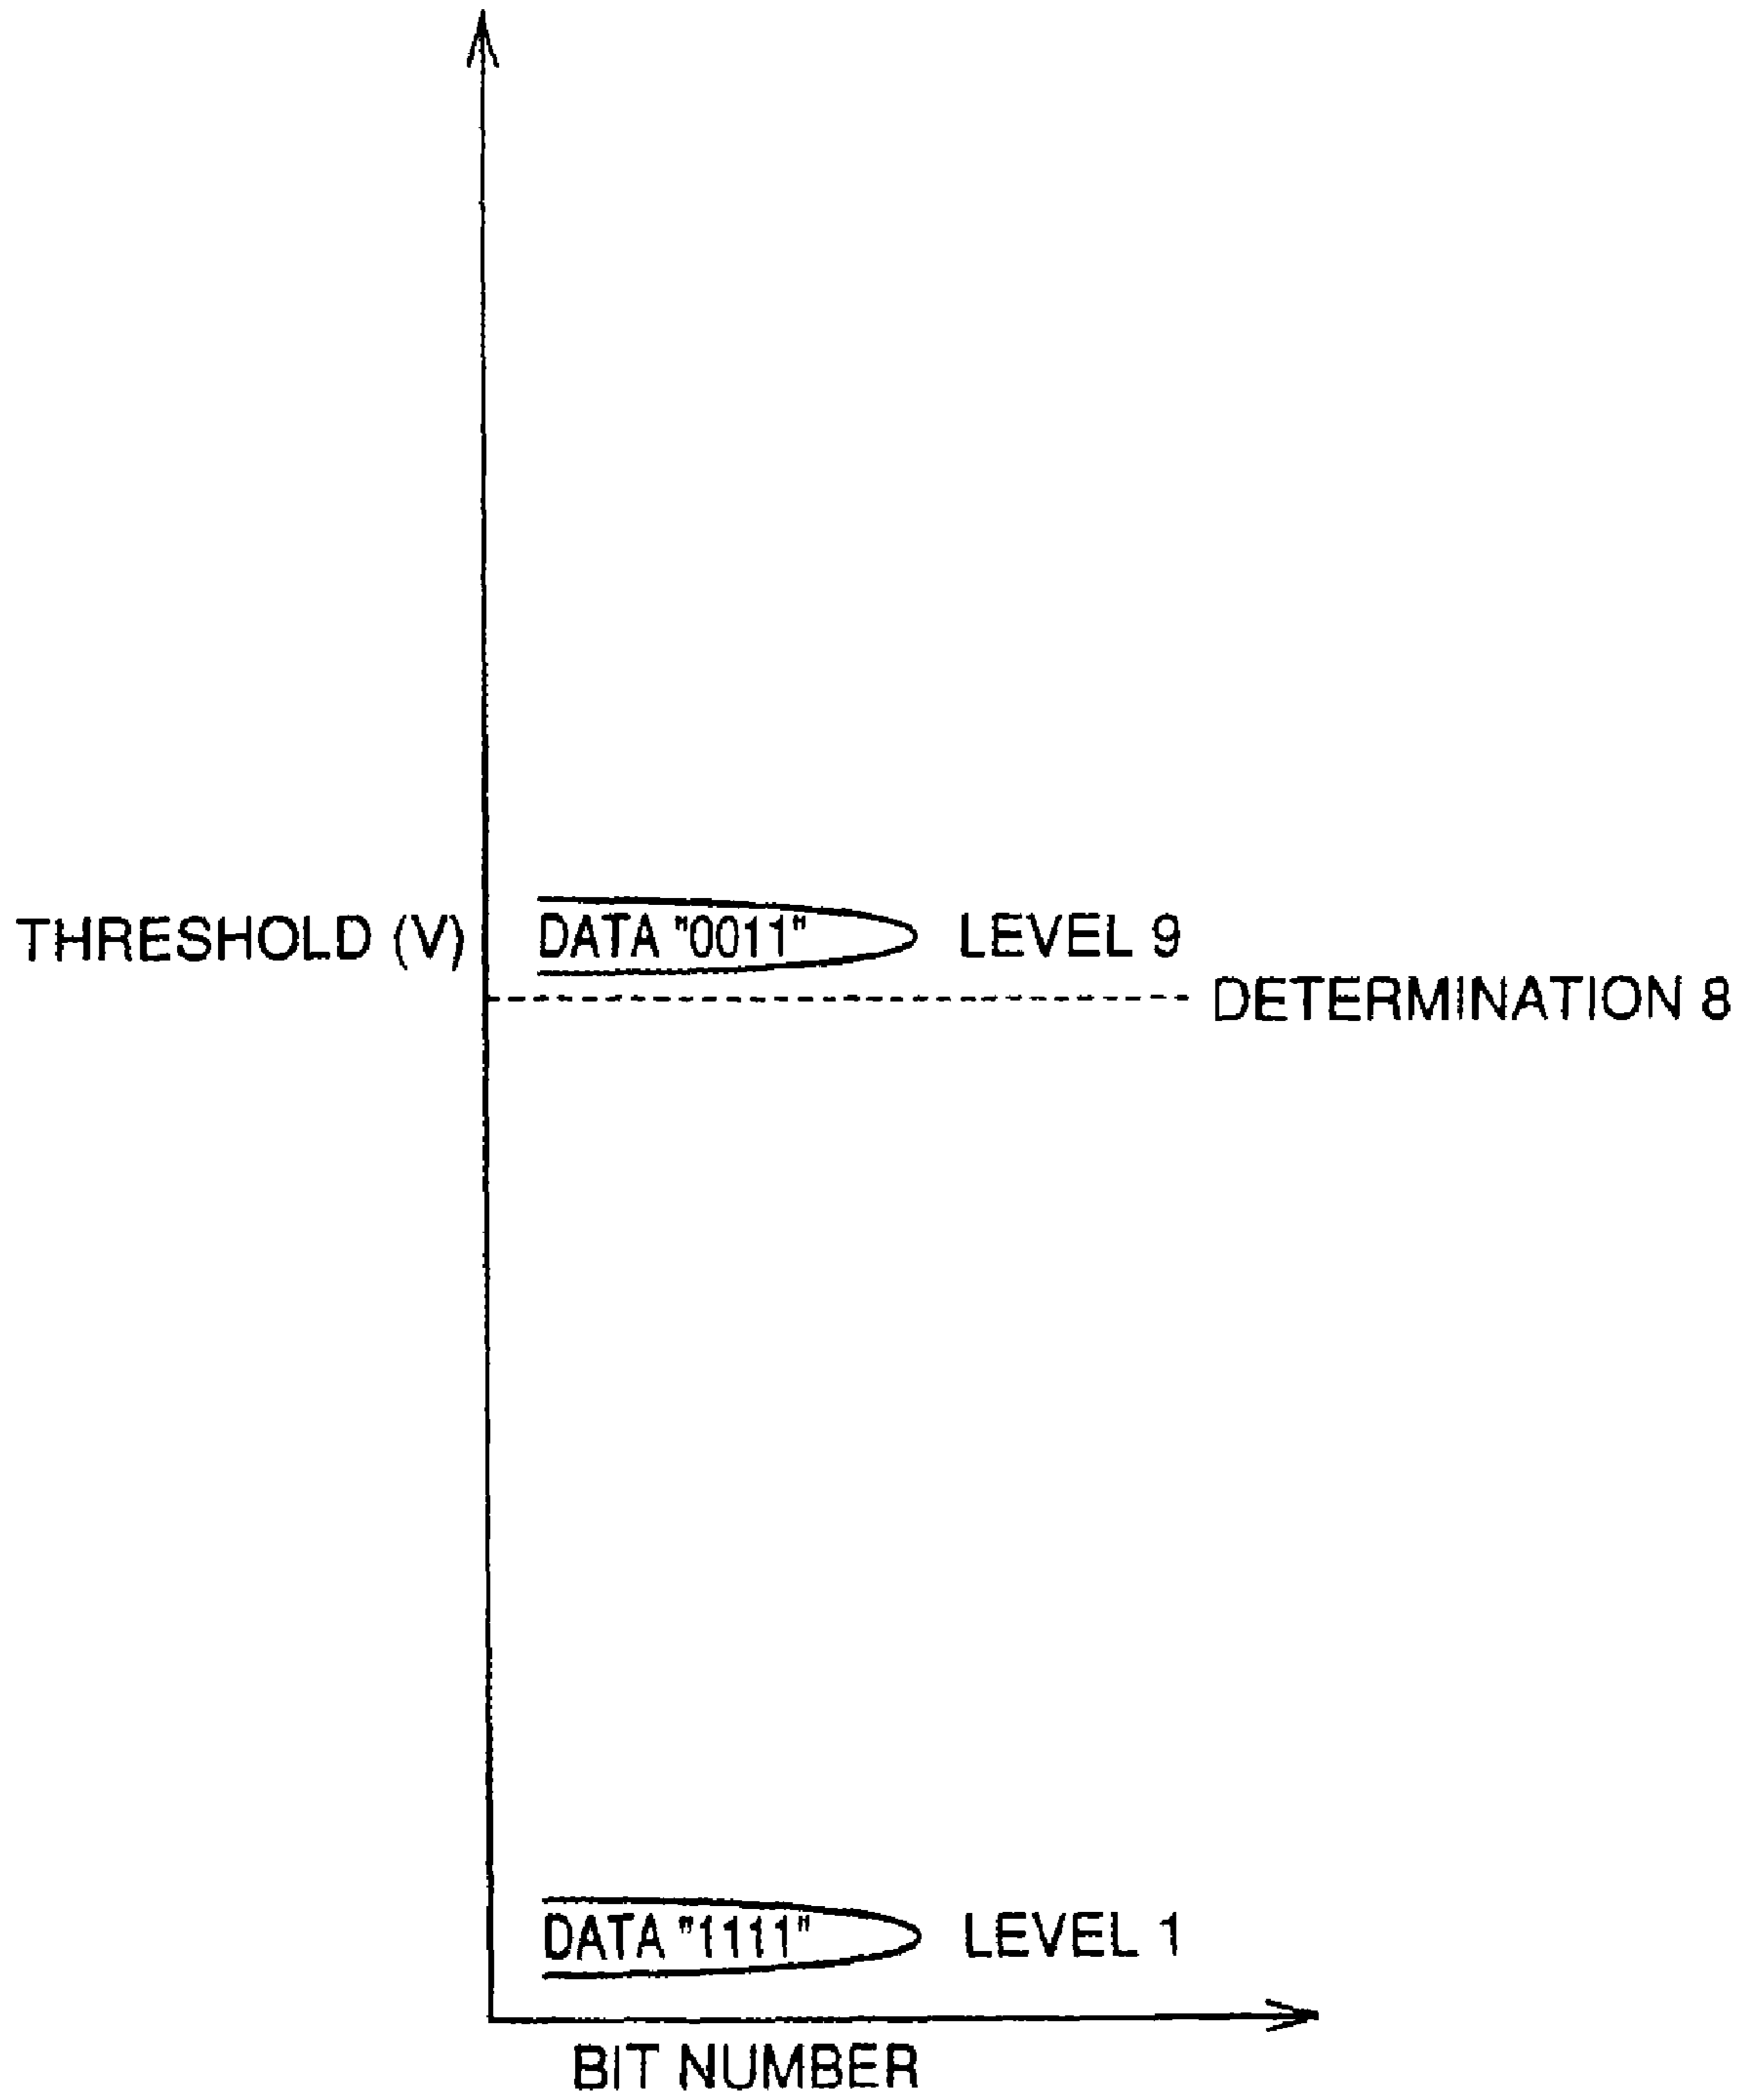 THRESHOLD (V) DATA "0011" LEVEL 9
DETERMINATION 8
DATA "1111" LEVEL 1
BIT NUMBER